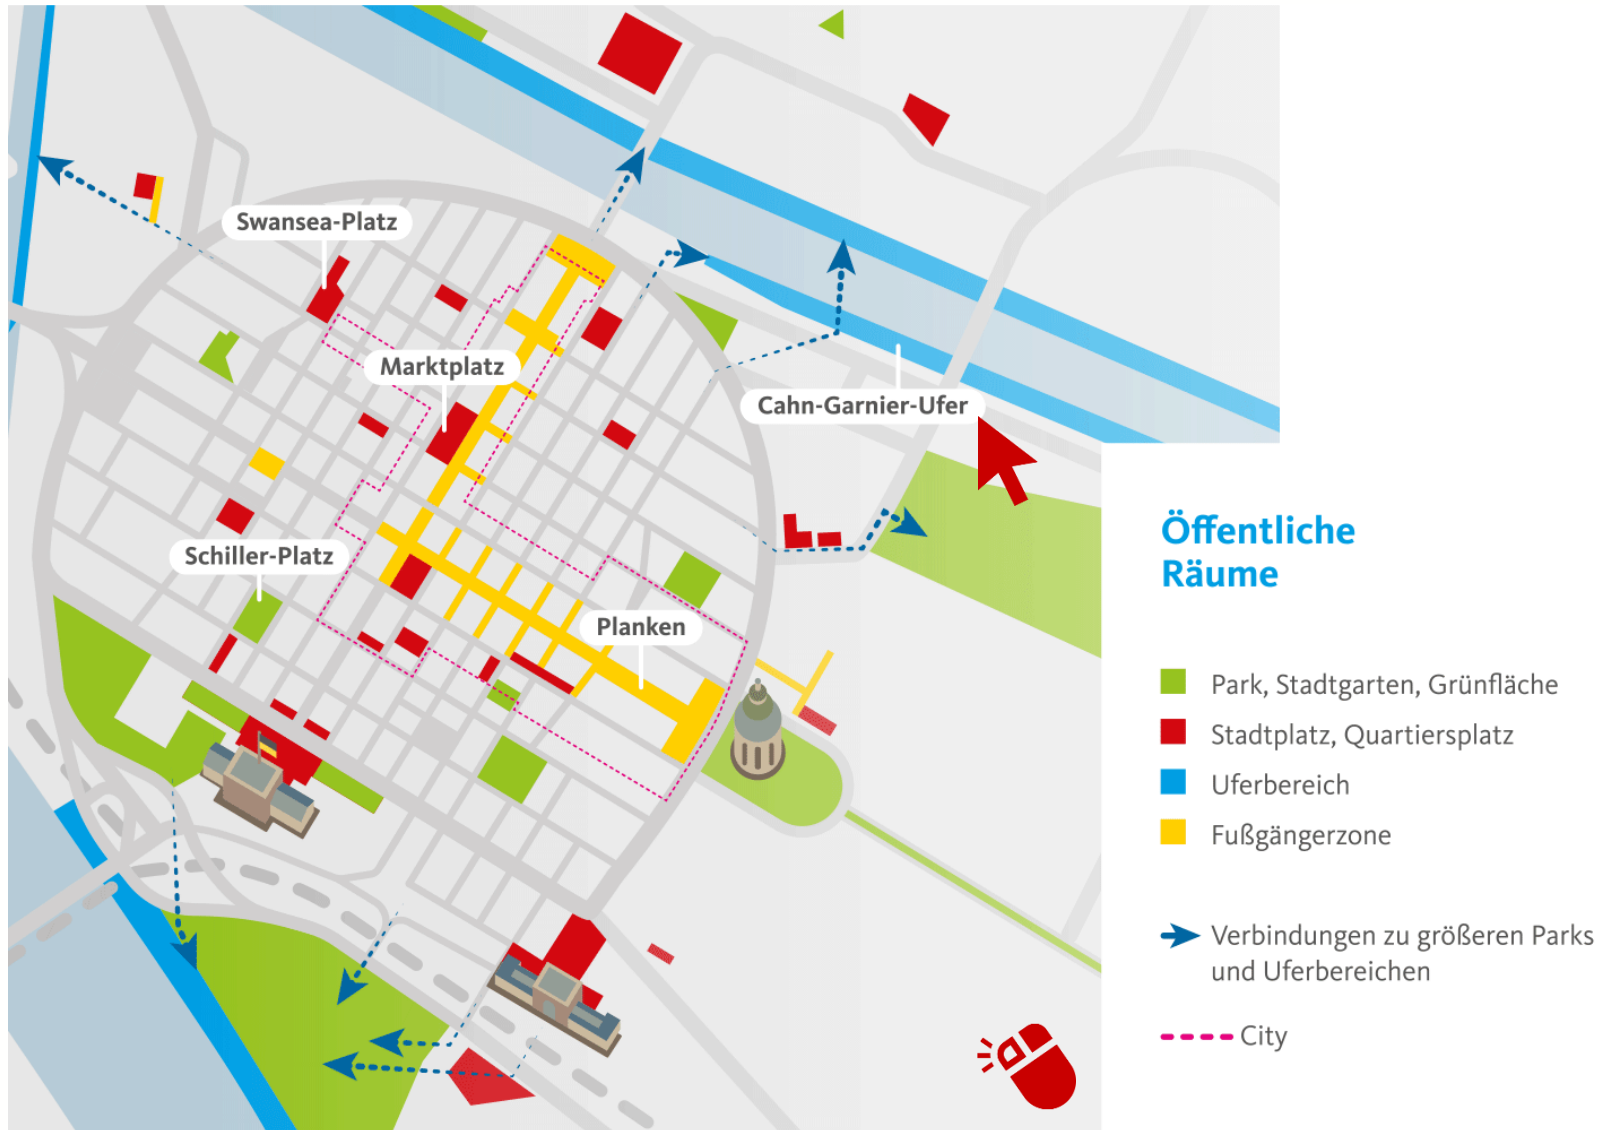 Swansea-Platz
Marktplatz
Cahn-Garnier-Ufer
Schiller-Platz
Planken
Öffentliche
Räume
Park, Stadtgarten, Grünfläche
Stadtplatz, Quartiersplatz
Uferbereich
Fußgängerzone
Verbindungen zu größeren Parks
und Uferbereichen
City